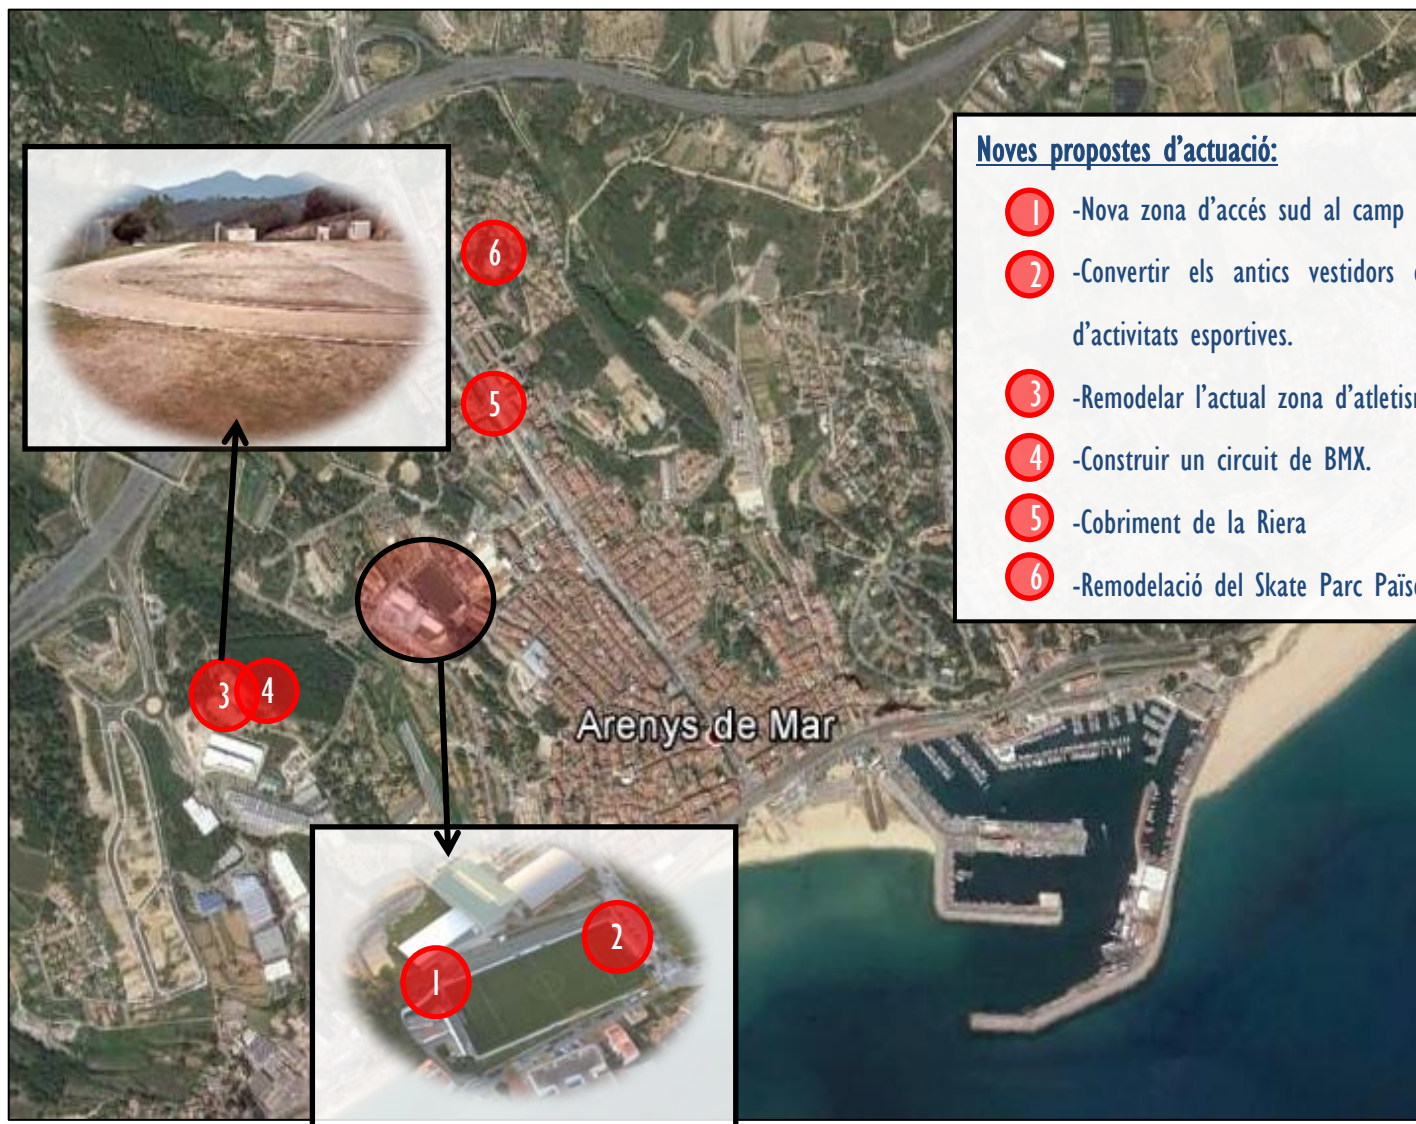 Noves propostes d'actuació:
1 -Nova zona d'accés sud al camp
2 -Convertir els antics vestidors
d'activitats esportives.
3 -Remodelar l'actual zona
4 -Construir un circuit de BMX.
5 -Cobriment de la Riera
6 -Remodelació del Skate Parc
6
5
3 4
Arenys de Mar
2
1